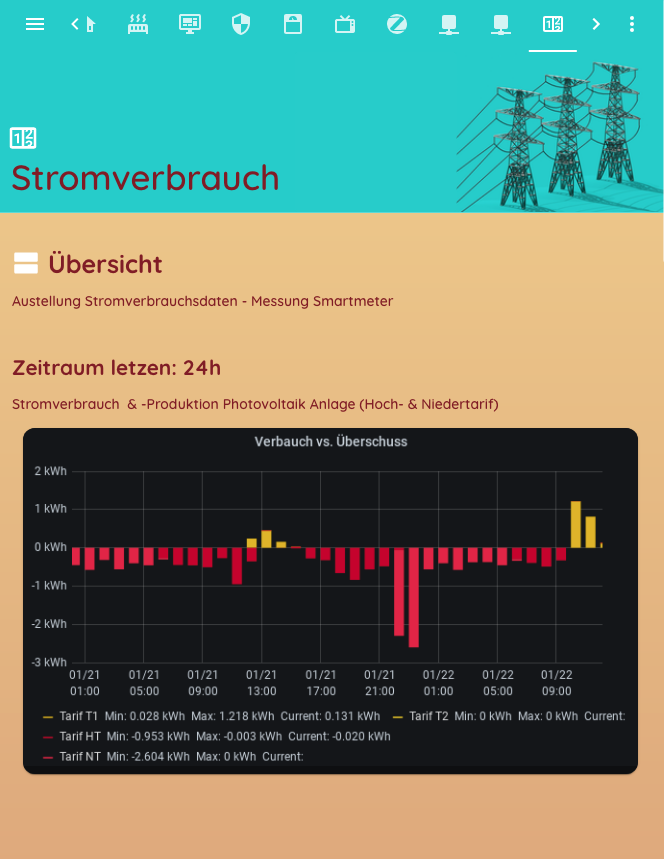 Stromverbrauch
Übersicht
Austellung Stromverbrauchsdaten - Messung Smartmeter
Zeitraum letzen: 24h
Stromverbrauch & -Produktion Photovoltaik Anlage (Hoch- & Niedertarif)
Verbauch vs. Überschuss
2 kWh
1 kWh
0 kWh
-1 kWh
-2 kWh
-3 kWh
01/21 01/21 01/21 01/21 01/21 01/21 01/22 01/22 01/22
01:00 05:00 09:00 13:00 17:00 21:00 01:00 05:00 09:00
Tarif T1 Min: 0.028 kWh Max: 1.218 kWh Current: 0.131 kWh Tarif T2 Min: 0 kWh Max: 0 kWh Current:
Tarif HT Min: -0.953 kWh Max: -0.003 kWh Current: -0.020 kWh
Tarif NT Min: -2.604 kWh Max: 0 kWh Current: